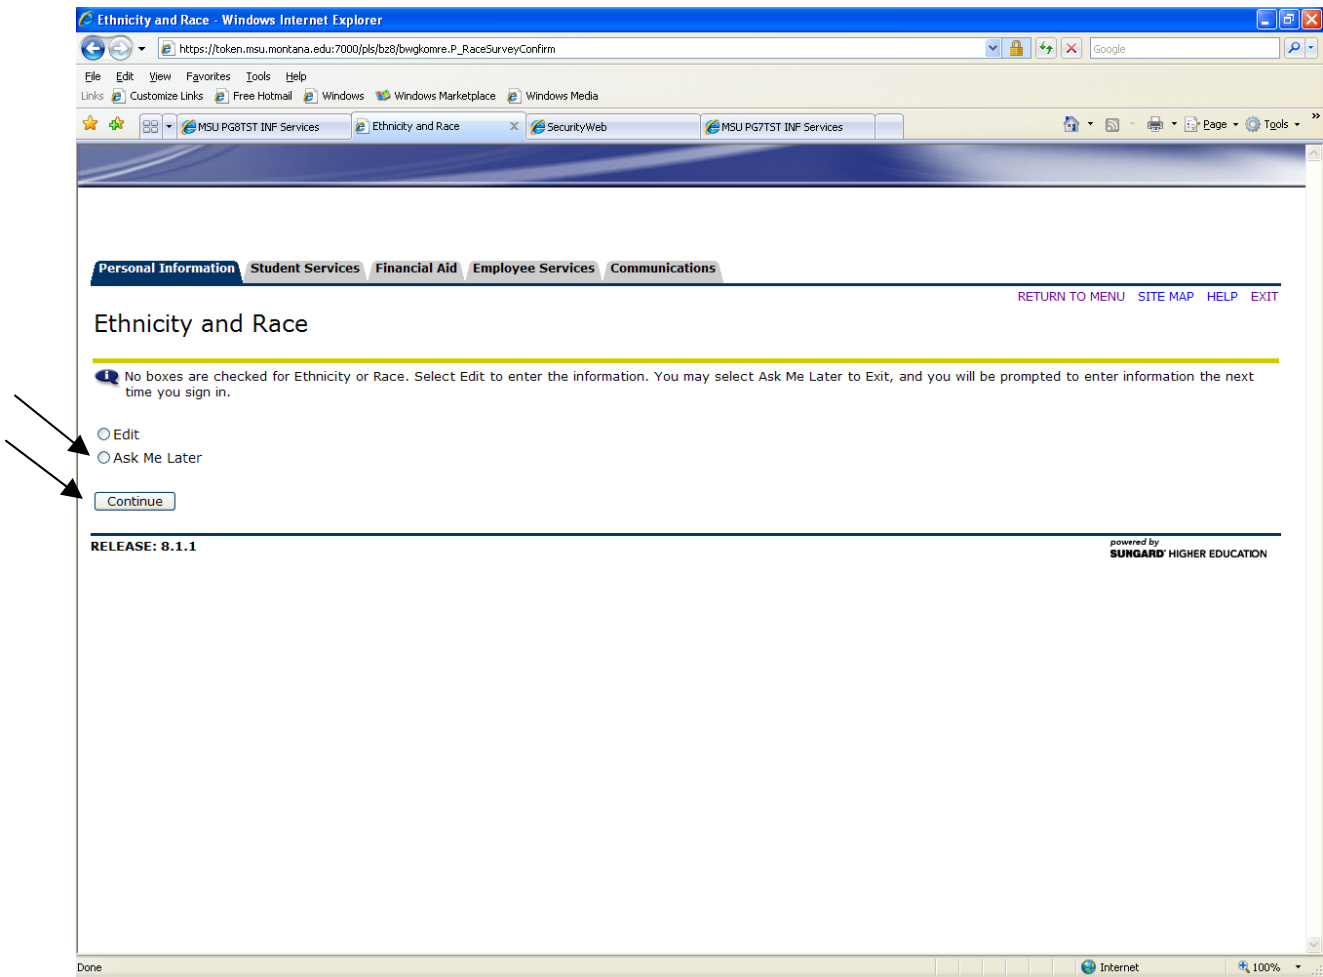 Ethnicity and Race - Windows Internet Explorer
https://token.msu.montana.edu:7000/pls/bz8/bwgkomre.P_RaceSurveyConfirm
Google
File Edit View Favorites Tools Help
Links Customize Links Free Hotmail Windows Windows Marketplace Windows Media
MSU PG8TST INF Services Ethnicity and Race X SecurityWeb MSU PG7TST INF Services Page Tools »
Personal Information Student Services Financial Aid Employee Services Communications
RETURN TO MENU SITE MAP HELP EXIT
Ethnicity and Race
No boxes are checked for Ethnicity or Race. Select Edit to enter the information. You may select Ask Me Later to Exit, and you will be prompted to enter information the next
time you sign in.
Edit
Ask Me Later
Continue
RELEASE: 8.1.1
powered by
SUNGARD' HIGHER EDUCATION
Done Internet 100%